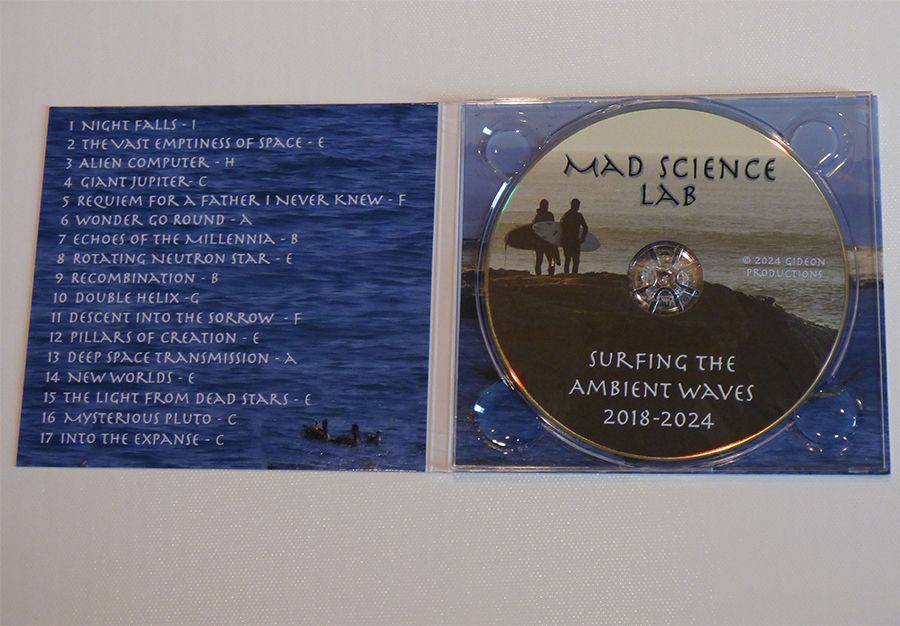 1 NIGHT FALLS - I
2 THE VAST EMPTINESS OF SPACE - E
3 ALIEN COMPUTER - H
4 GIANT JUPITER- C
5 REQUIEM FOR A FATHER I NEVER KNEW - F
6 WONDER GO ROUND - A
7 ECHOES OF THE MILLENNIA - B
8 ROTATING NEUTRON STAR - E
9 RECOMBINATION - B
10 DOUBLE HELIX -G
11 DESCENT INTO THE SORROW - F
12 PILLARS OF CREATION - E
13 DEEP SPACE TRANSMISSION - A
14 NEW WORLDS - E
15 THE LIGHT FROM DEAD STARS - E
16 MYSTERIOUS PLUTO - C
17 INTO THE EXPANSE - C
MAD SCIENCE
LAB
© 2024 GIDEON
PRODUCTIONS
SURFING THE
AMBIENT WAVES
2018-2024